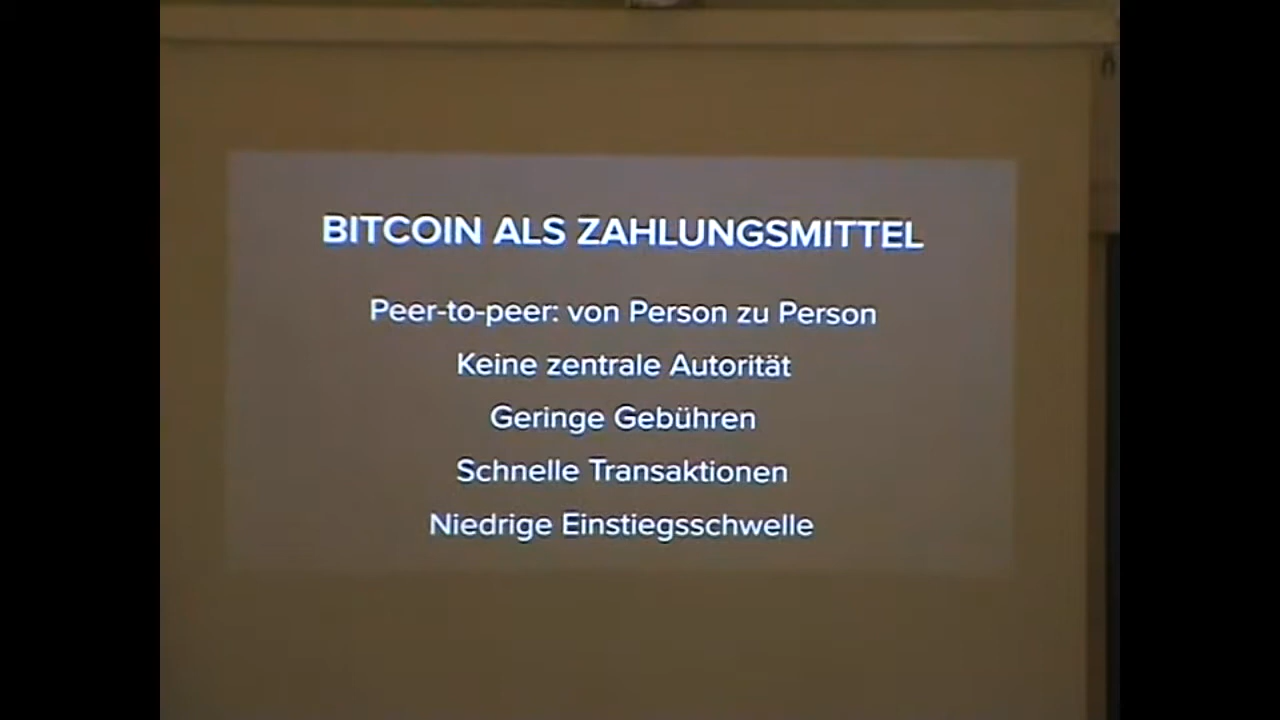 BITCOIN ALS ZAHLUNGSMITTEL
Peer-to-peer: von Person zu Person
Keine zentrale Autorität
Geringe Gebühren
Schnelle Transaktionen
Niedrige Einstiegsschwelle